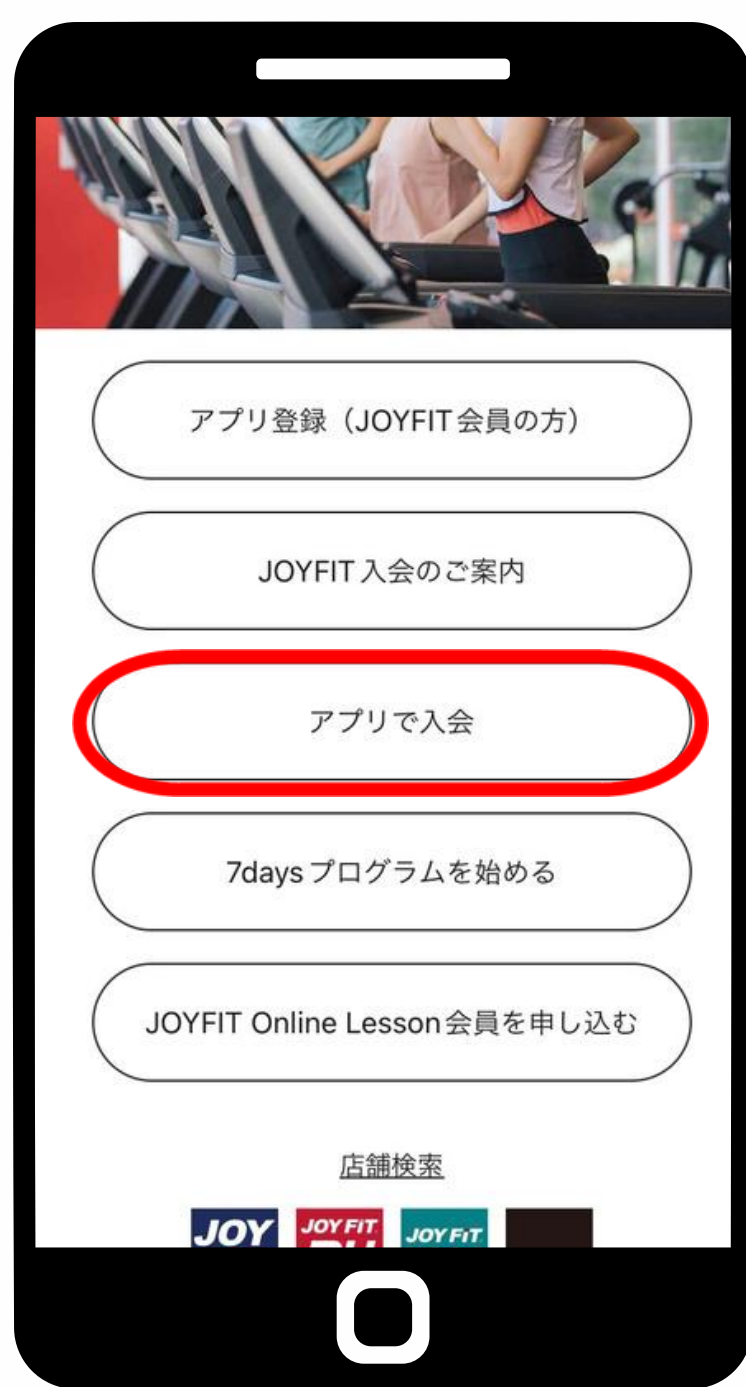 アプリ登録（JOYFIT会員の方）
JOYFIT入会のご案内
アプリで入会
7daysプログラムを始める
JOYFIT Online Lesson会員を申し込む
店舗検索
JOY JOYFIT JOYFIT